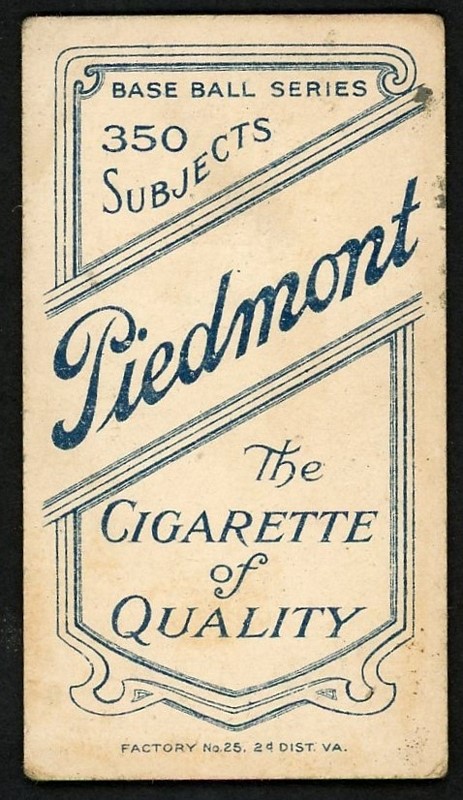 BASE BALL SERIES
350
SUBJECTS
Piedmont
The
CIGARETTE
of
QUALITY
FACTORY No. 25. 2d DIST. VA.